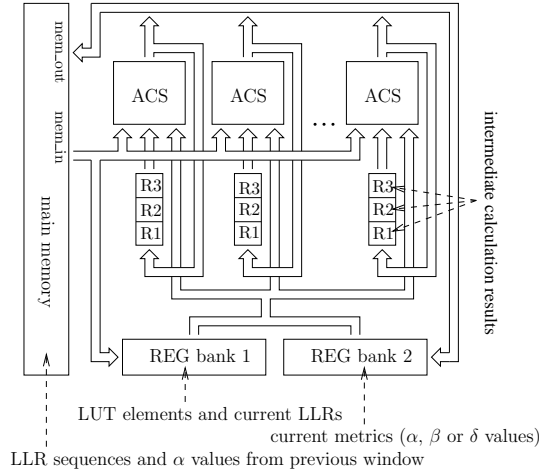 mem_out
mem_in
main memory
ACS
ACS
...
ACS
R3
R2
R1
R3
R2
R1
R3
R2
R1
intermediate calculation results
REG bank 1
REG bank 2
LUT elements and current LLRs
current metrics (α, β or δ values)
LLR sequences and α values from previous window